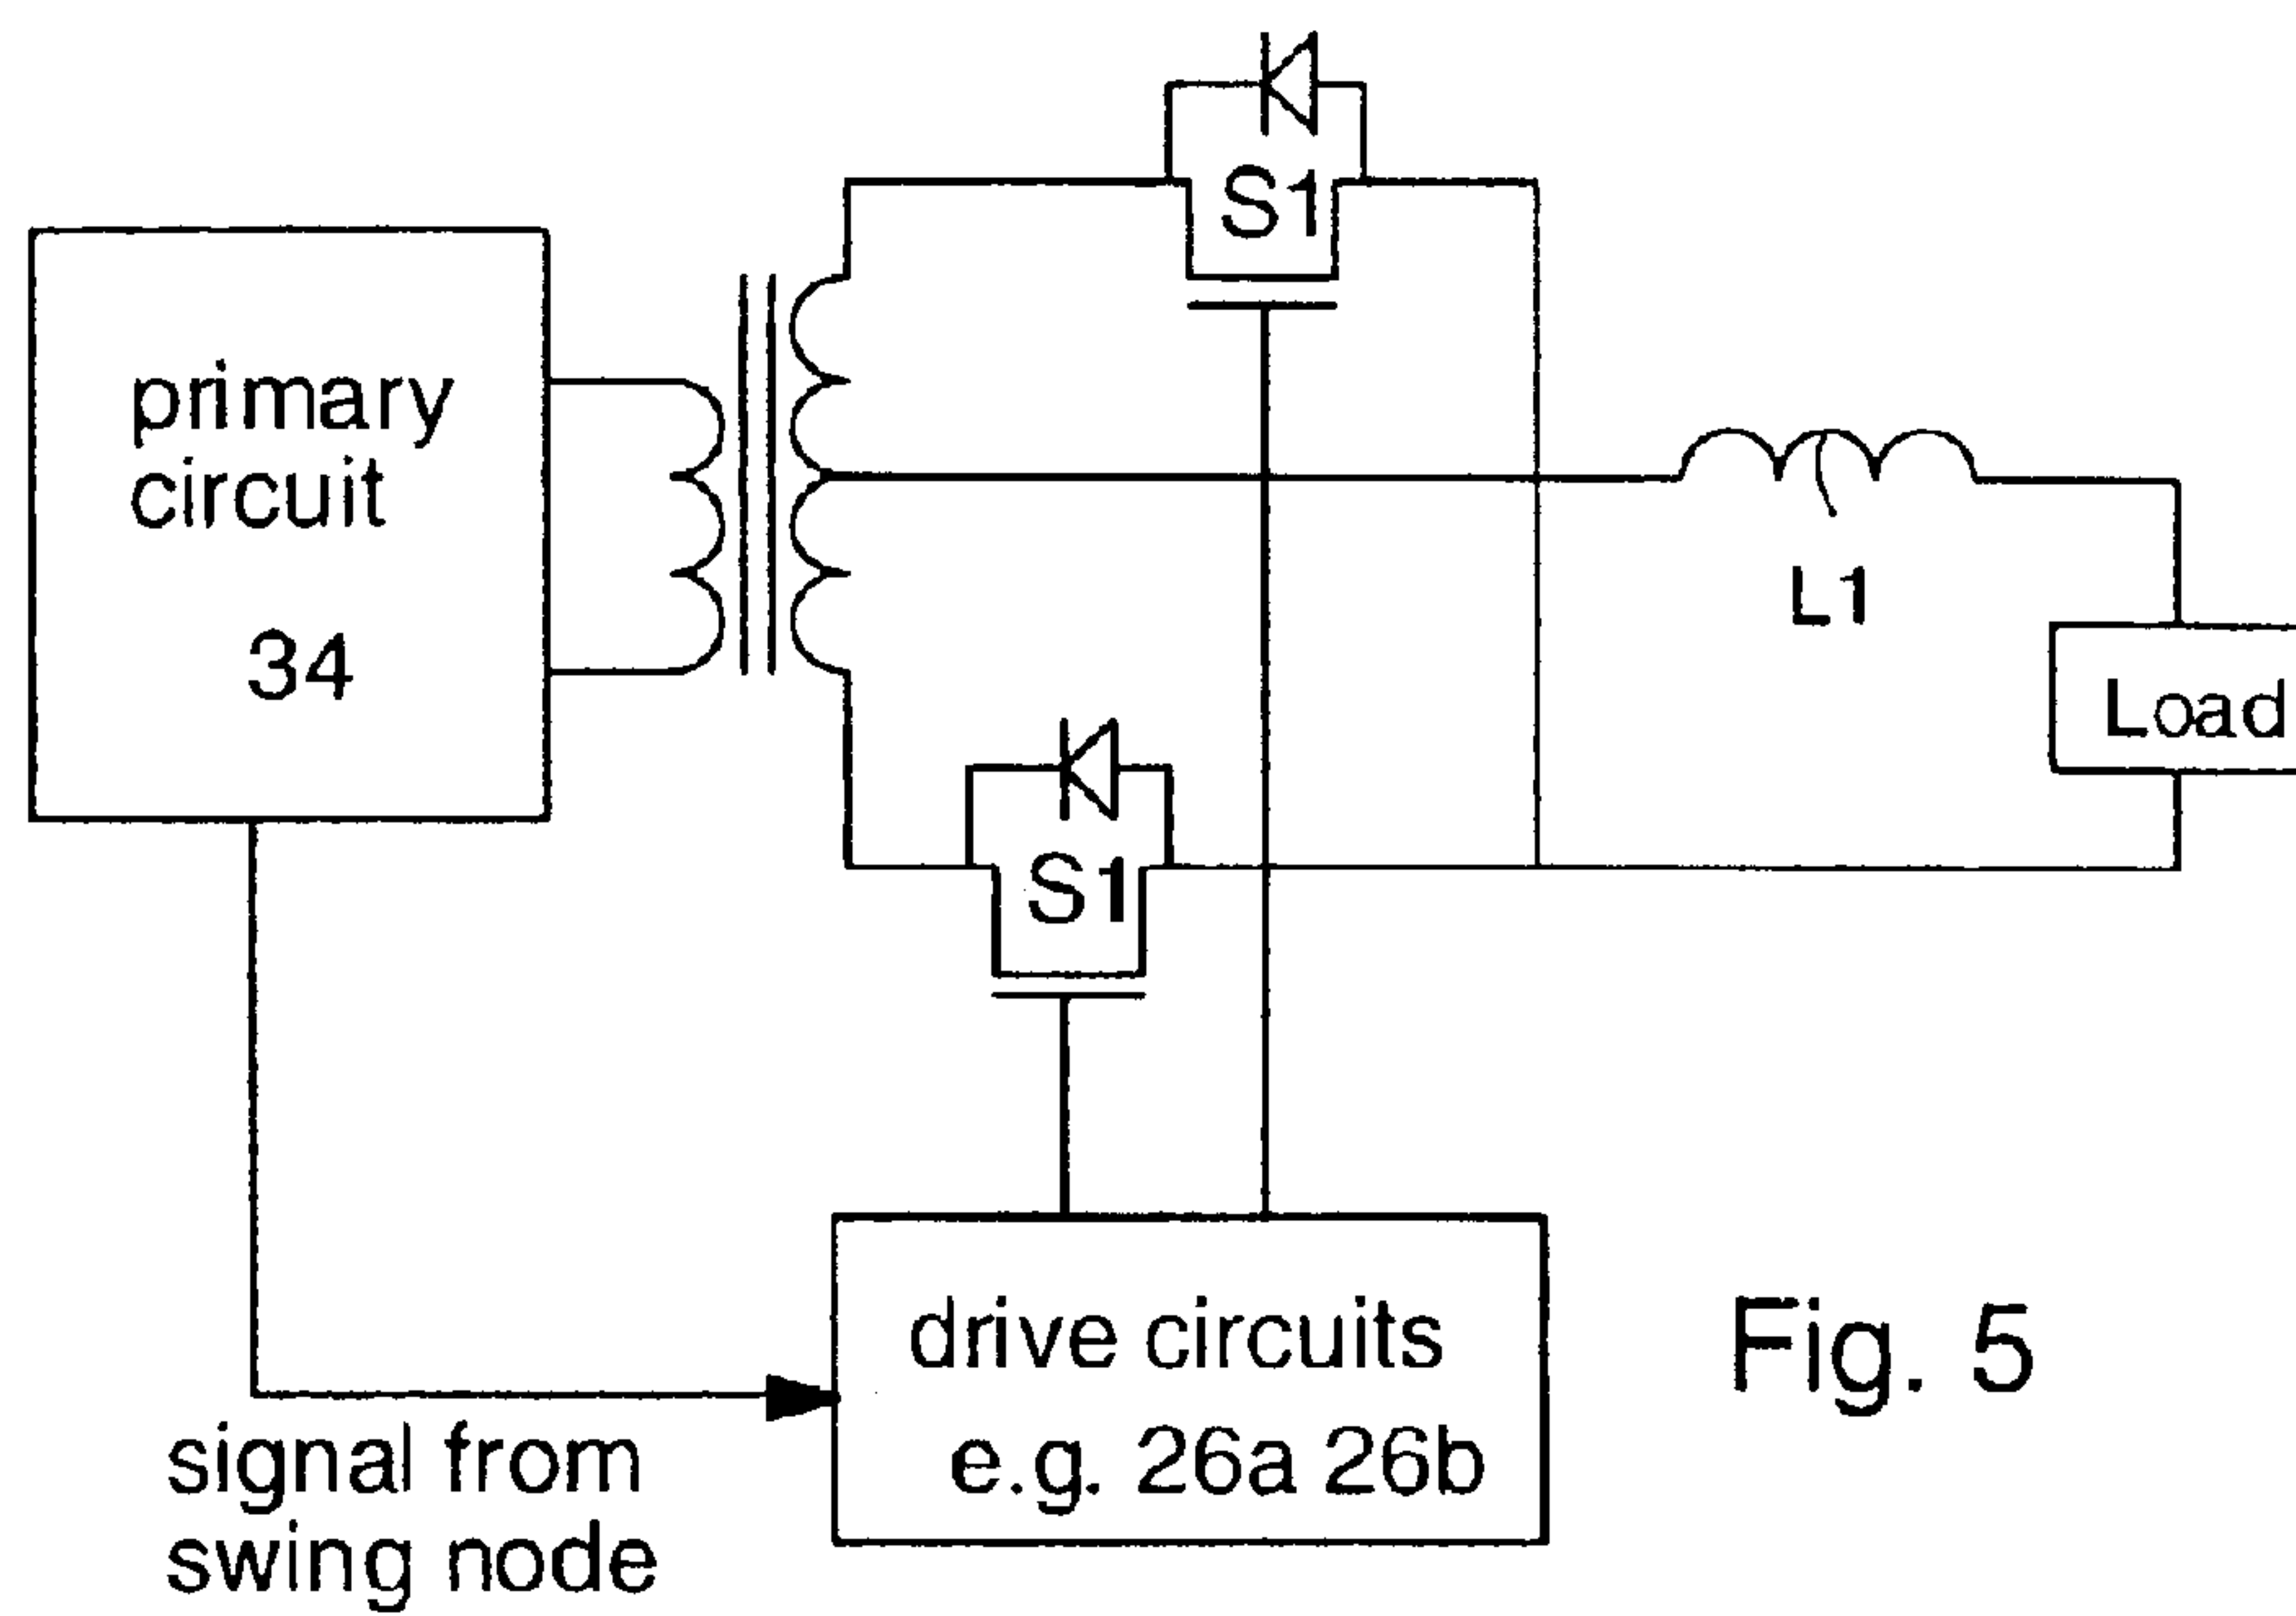 S1
primary
circuit
34
L1
Load
S1
drive circuits
e.g. 26a 26b
Fig. 5
signal from
swing node